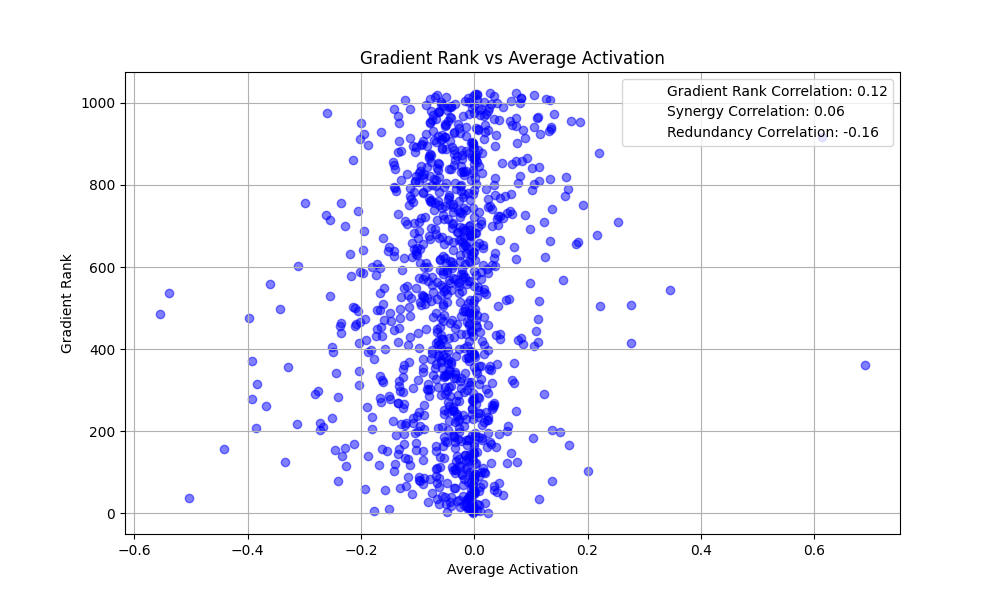 Gradient Rank vs Average Activation
Gradient Rank Correlation: 0.12
Synergy Correlation: 0.06
Redundancy Correlation: -0.16
1000
800
600
400
200
0
Gradient Rank
−0.6 −0.4 −0.2 0.0 0.2 0.4 0.6
Average Activation